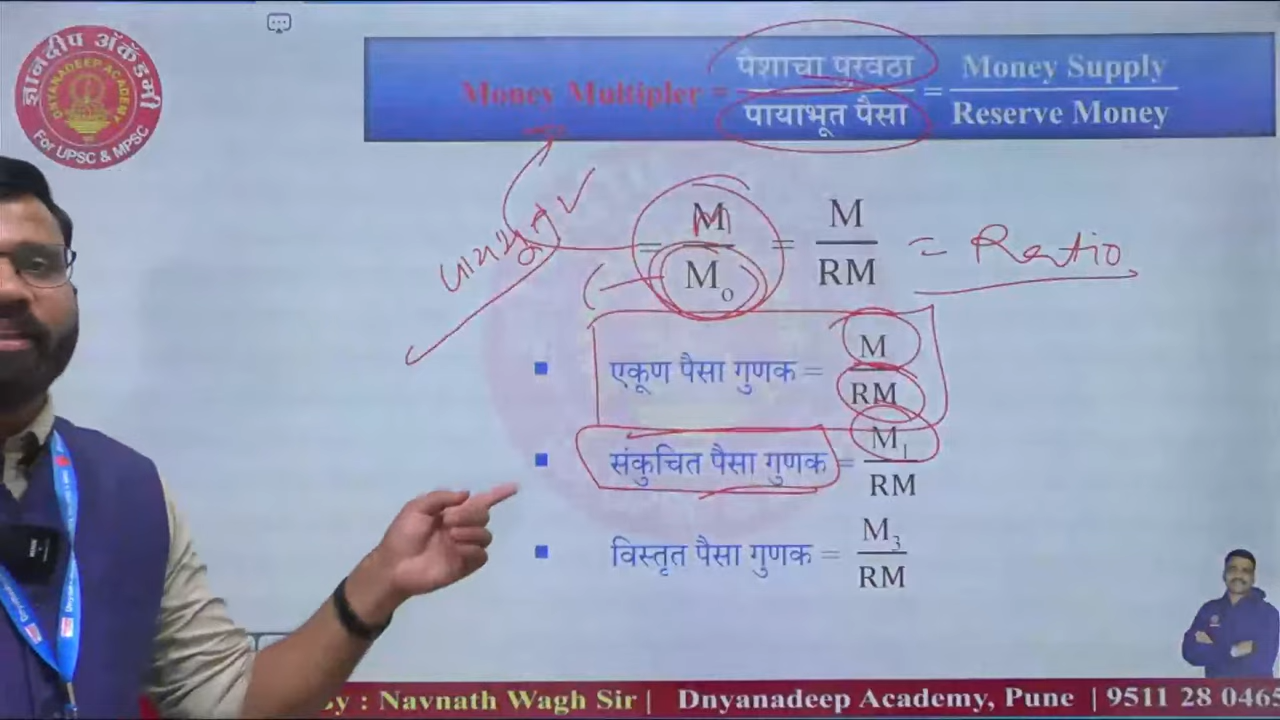 ज्ञानदीप अॅकॅडमी
DNYANADEEP ACADEMY
For UPSC & MPSC
Money Multipler = पैशाचा पुरवठा / पायाभूत पैसा = Money Supply / Reserve Money
= M / M₀ = M / RM = Ratio
एकूण पैसा गुणक = M / RM
संकुचित पैसा गुणक = M₁ / RM
विस्तृत पैसा गुणक = M₃ / RM
By : Navnath Wagh Sir | Dnyanadeep Academy, Pune | 9511 28 0465